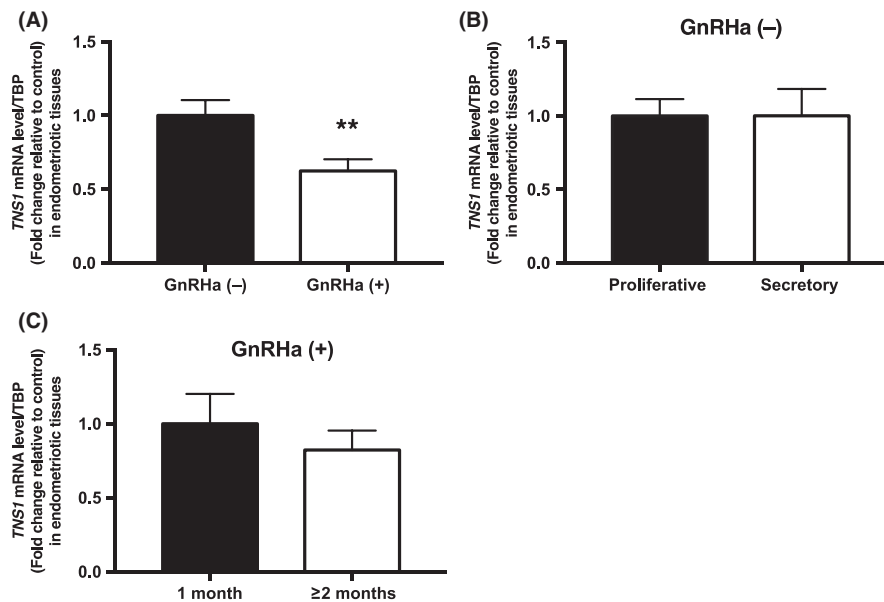 (A)
TNS1 mRNA level/TBP
(Fold change relative to control)
in endometriotic tissues
1.5
1.0
0.5
0.0
**
GnRHa (–)
GnRHa (+)
(B)
GnRHa (–)
TNS1 mRNA level/TBP
(Fold change relative to control)
in endometriotic tissues
1.5
1.0
0.5
0.0
Proliferative
Secretory
(C)
GnRHa (+)
TNS1 mRNA level/TBP
(Fold change relative to control)
in endometriotic tissues
1.5
1.0
0.5
0.0
1 month
≥2 months